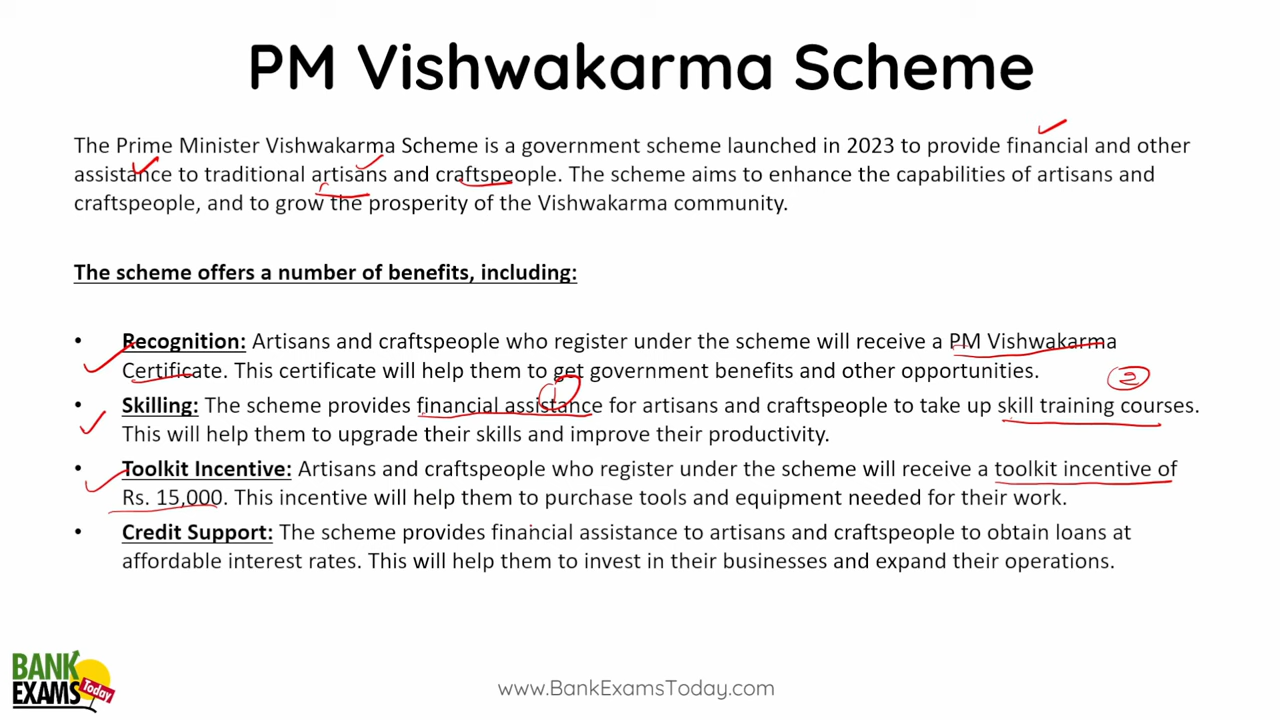 PM Vishwakarma Scheme
The Prime Minister Vishwakarma Scheme is a government scheme launched in 2023 to provide financial and other
assistance to traditional artisans and craftspeople. The scheme aims to enhance the capabilities of artisans and
craftspeople, and to grow the prosperity of the Vishwakarma community.
The scheme offers a number of benefits, including:
• Recognition: Artisans and craftspeople who register under the scheme will receive a PM Vishwakarma
Certificate. This certificate will help them to get government benefits and other opportunities.
1
2
• Skilling: The scheme provides financial assistance for artisans and craftspeople to take up skill training courses.
This will help them to upgrade their skills and improve their productivity.
• Toolkit Incentive: Artisans and craftspeople who register under the scheme will receive a toolkit incentive of
Rs. 15,000. This incentive will help them to purchase tools and equipment needed for their work.
• Credit Support: The scheme provides financial assistance to artisans and craftspeople to obtain loans at
affordable interest rates. This will help them to invest in their businesses and expand their operations.
BANK
EXAMS Today
www.BankExamsToday.com